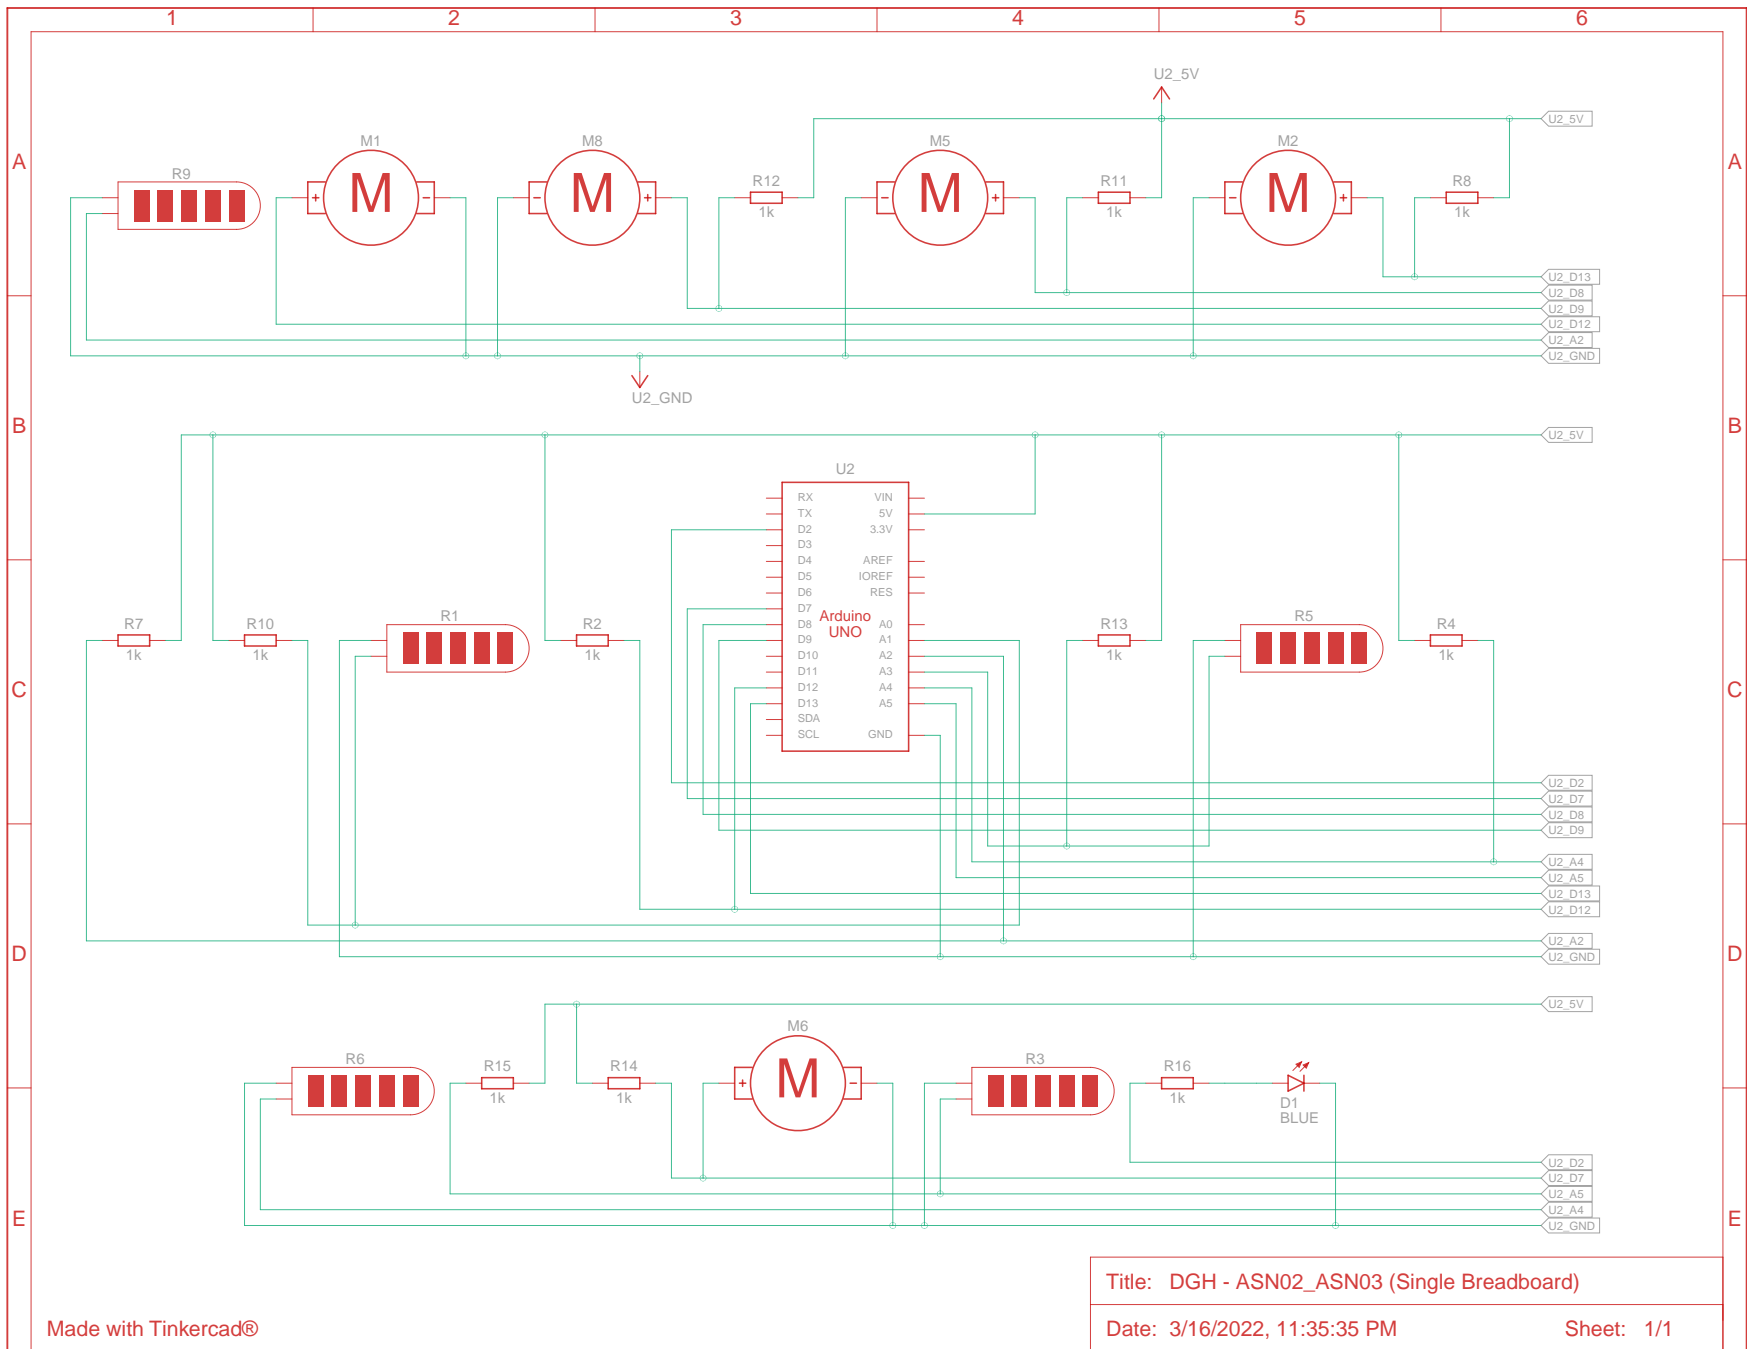 1 2 3 4 5 6
U2_5V
U2_5V
A A
M1 M8 M5 M2
R9 R12 R11 R8
M M M M
+ - - + - + - +
1k 1k 1k
U2_D13
U2_D8
U2_D9
U2_D12
U2_A2
U2_GND
U2_GND
B B
U2_5V
U2
RX VIN
TX 5V
D2 3.3V
D3
D4 AREF
D5 IOREF
D6 RES
D7
Arduino
UNO
D8 A0
D9 A1
D10 A2
D11 A3
D12 A4
D13 A5
SDA
SCL GND
R7 R10 R1 R2 R13 R5 R4
1k 1k 1k 1k 1k
C C
U2_D2
U2_D7
U2_D8
U2_D9
U2_A4
U2_A5
U2_D13
U2_D12
U2_A2
U2_GND
D D
U2_5V
M6
R6 R15 R14 R3 R16
M
+ -
1k 1k 1k
D1
BLUE
U2_D2
U2_D7
U2_A5
U2_A4
U2_GND
E E
Title: DGH - ASN02_ASN03 (Single Breadboard)
Made with Tinkercad®
Date: 3/16/2022, 11:35:35 PM Sheet: 1/1